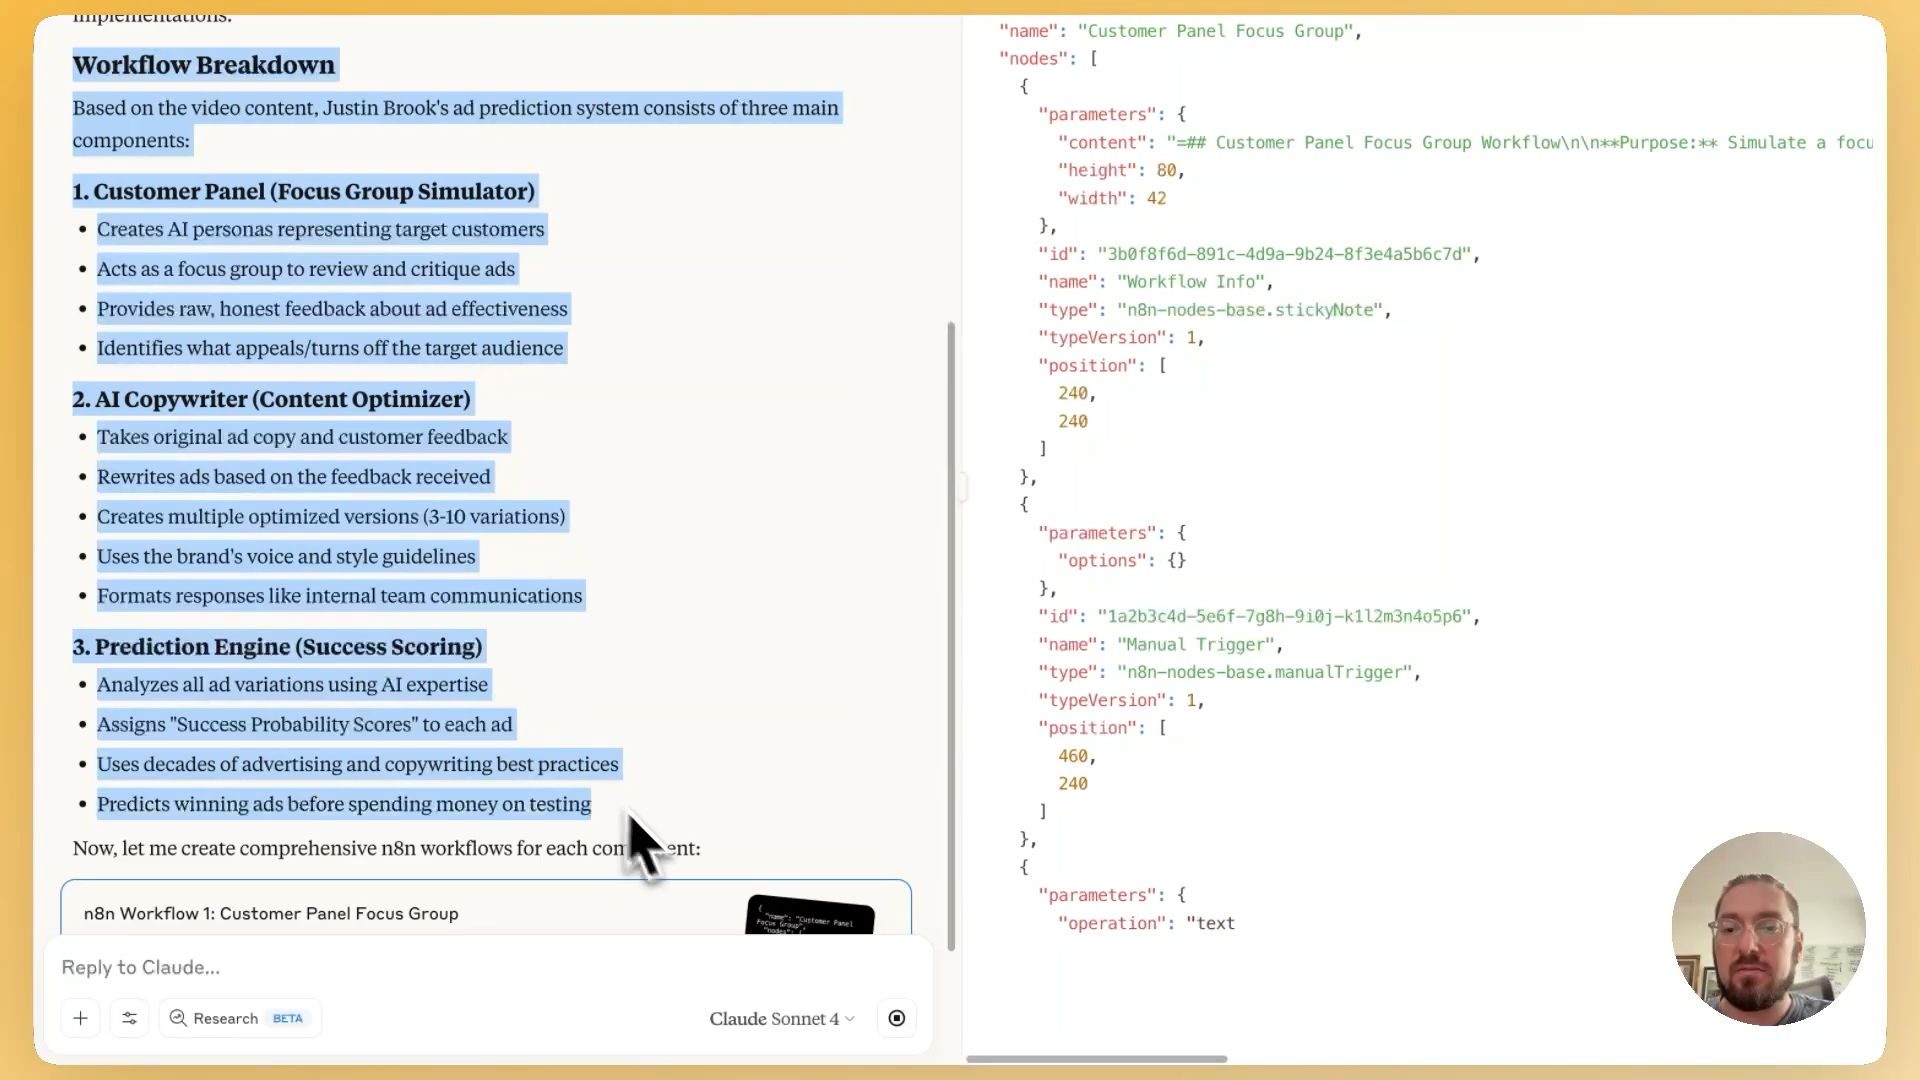 implementations.
Workflow Breakdown
Based on the video content, Justin Brook's ad prediction system consists of three main
components:
1. Customer Panel (Focus Group Simulator)
• Creates AI personas representing target customers
• Acts as a focus group to review and critique ads
• Provides raw, honest feedback about ad effectiveness
• Identifies what appeals/turns off the target audience
2. AI Copywriter (Content Optimizer)
• Takes original ad copy and customer feedback
• Rewrites ads based on the feedback received
• Creates multiple optimized versions (3-10 variations)
• Uses the brand's voice and style guidelines
• Formats responses like internal team communications
3. Prediction Engine (Success Scoring)
• Analyzes all ad variations using AI expertise
• Assigns "Success Probability Scores" to each ad
• Uses decades of advertising and copywriting best practices
• Predicts winning ads before spending money on testing
Now, let me create comprehensive n8n workflows for each com ent:
n8n Workflow 1: Customer Panel Focus Group
{
"name": "Customer Panel
Focus Group",
"nodes": [
Reply to Claude...
Research BETA
Claude Sonnet 4
"name": "Customer Panel Focus Group",
"nodes": [
{
"parameters": {
"content": "=## Customer Panel Focus Group Workflow\n\n**Purpose:** Simulate a focu
"height": 80,
"width": 42
},
"id": "3b0f8f6d-891c-4d9a-9b24-8f3e4a5b6c7d",
"name": "Workflow Info",
"type": "n8n-nodes-base.stickyNote",
"typeVersion": 1,
"position": [
240,
240
]
},
{
"parameters": {
"options": {}
},
"id": "1a2b3c4d-5e6f-7g8h-9i0j-k1l2m3n4o5p6",
"name": "Manual Trigger",
"type": "n8n-nodes-base.manualTrigger",
"typeVersion": 1,
"position": [
460,
240
]
},
{
"parameters": {
"operation": "text